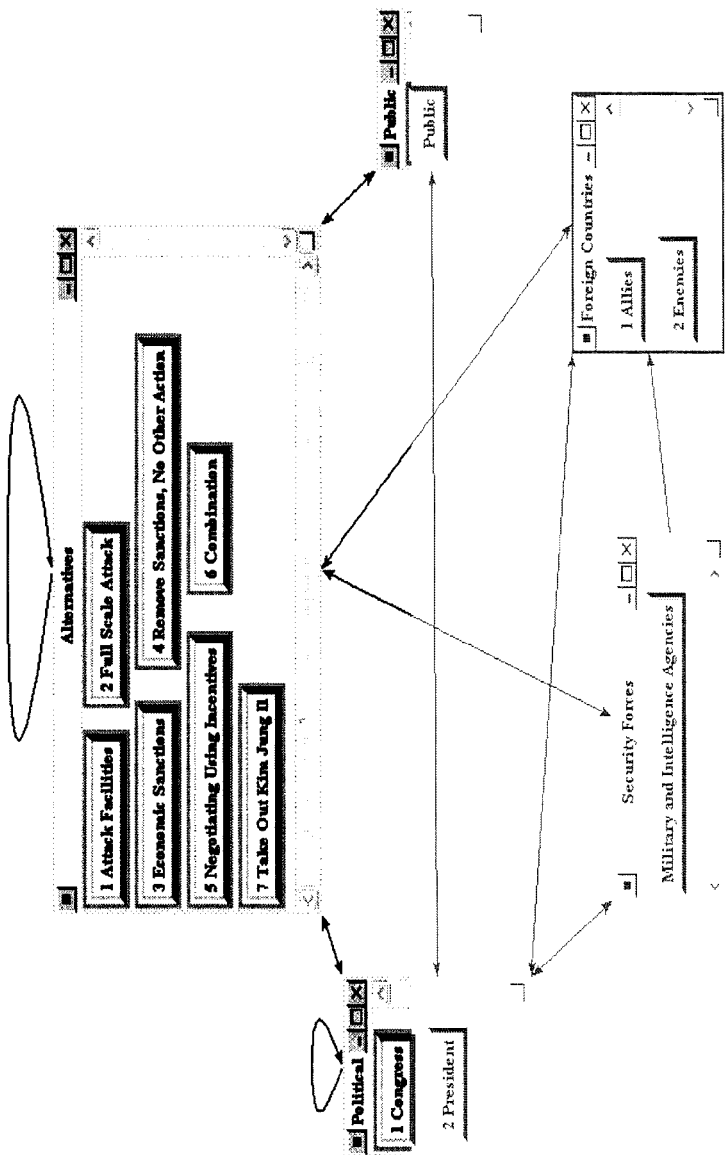 Alternatives
1 Attack Facilities
2 Full Scale Attack
3 Economic Sanctions
4 Remove Sanctions, No Other Action
5 Negotiating Using Incentives
6 Combination
7 Take Out Kim Jung Il
Political
1 Congress
2 President
Public
Public
Security Forces
Military and Intelligence Agencies
Foreign Countries
1 Allies
2 Enemies